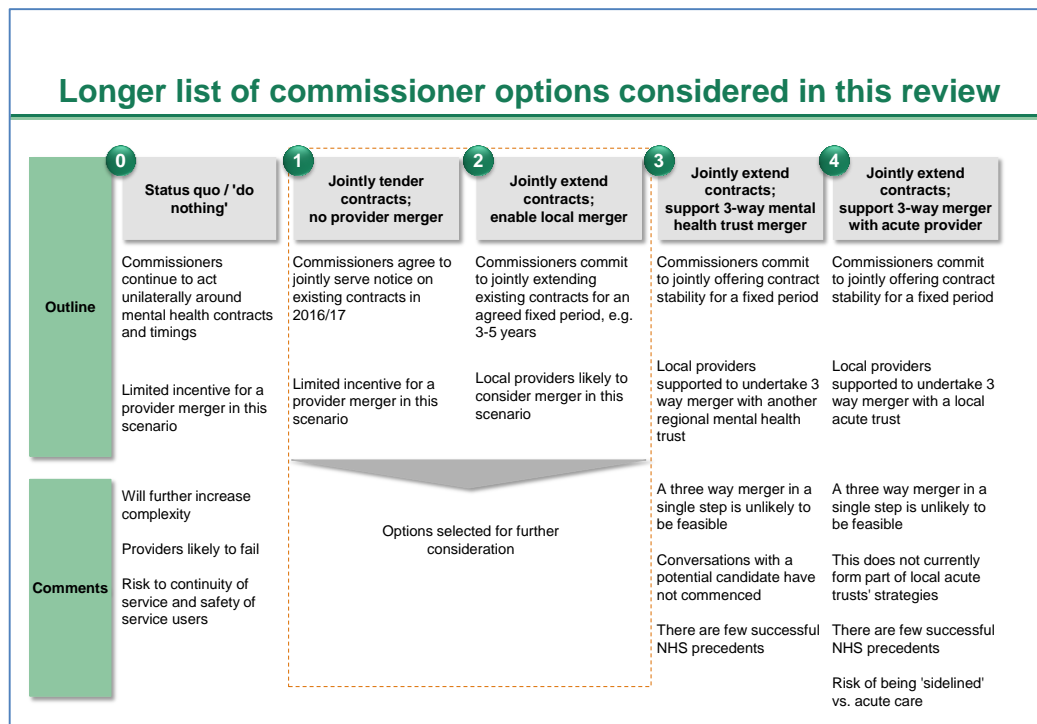 Longer list of commissioner options considered in this review
0
Status quo / 'do
nothing'
1
Jointly tender
contracts;
no provider merger
2
Jointly extend
contracts;
enable local merger
3
Jointly extend
contracts;
support 3-way mental
health trust merger
4
Jointly extend
contracts;
support 3-way merger
with acute provider
Outline
Commissioners
continue to act
unilaterally around
mental health contracts
and timings
Limited incentive for a
provider merger in this
scenario
Commissioners agree to
jointly serve notice on
existing contracts in
2016/17
Limited incentive for a
provider merger in this
scenario
Commissioners commit
to jointly extending
existing contracts for an
agreed fixed period, e.g.
3-5 years
Local providers likely to
consider merger in this
scenario
Commissioners commit
to jointly offering contract
stability for a fixed period
Local providers
supported to undertake 3
way merger with another
regional mental health
trust
Commissioners commit
to jointly offering contract
stability for a fixed period
Local providers
supported to undertake 3
way merger with a local
acute trust
Comments
Will further increase
complexity
Providers likely to fail
Risk to continuity of
service and safety of
service users
Options selected for further
consideration
A three way merger in a
single step is unlikely to
be feasible
Conversations with a
potential candidate have
not commenced
There are few successful
NHS precedents
A three way merger in a
single step is unlikely to
be feasible
This does not currently
form part of local acute
trusts' strategies
There are few successful
NHS precedents
Risk of being 'sidelined'
vs. acute care